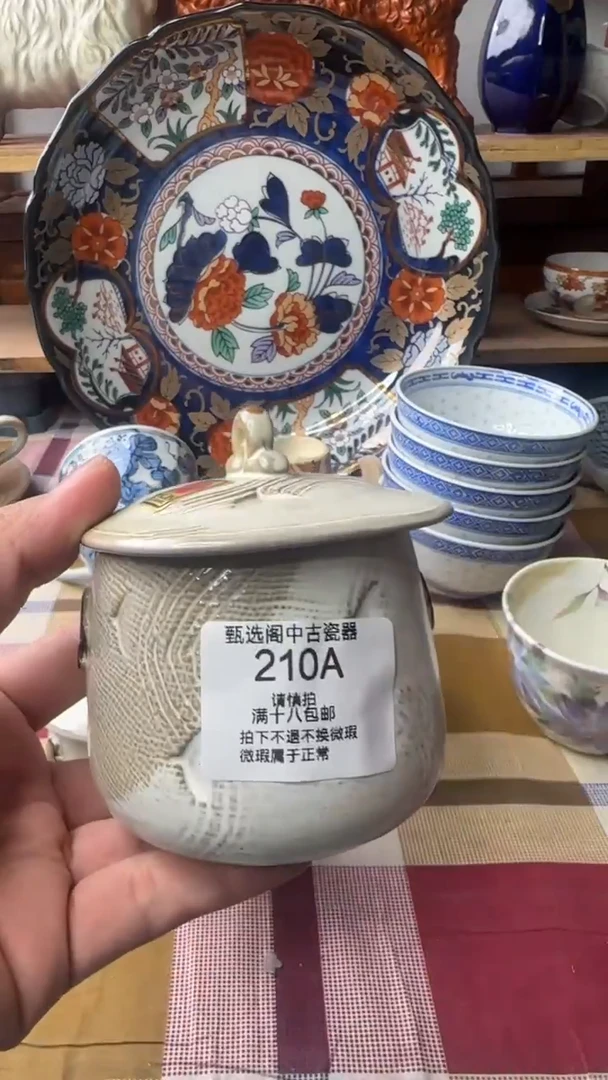 甄选阁中古瓷器
210A
请慎拍
满十八包邮
拍下不退不换微瑕
微瑕属于正常